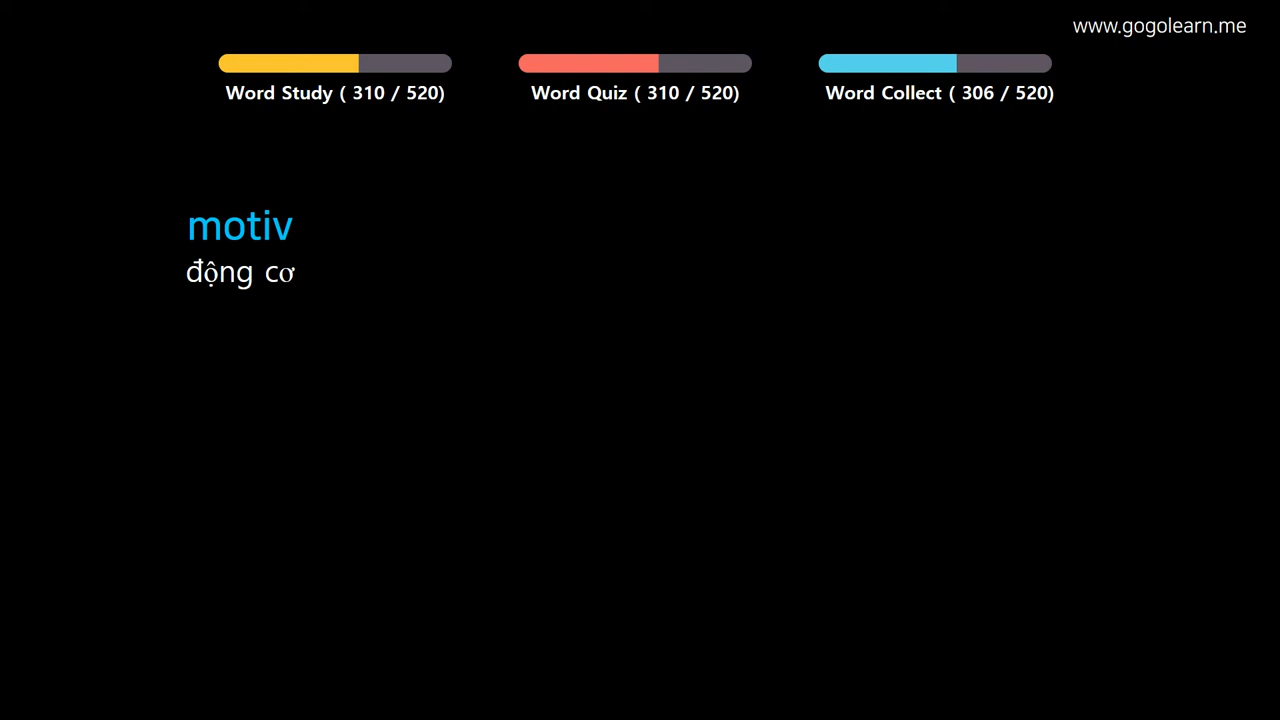 www.gogolearn.me
Word Study ( 310 / 520)
Word Quiz ( 310 / 520)
Word Collect ( 306 / 520)
motiv
động cơ